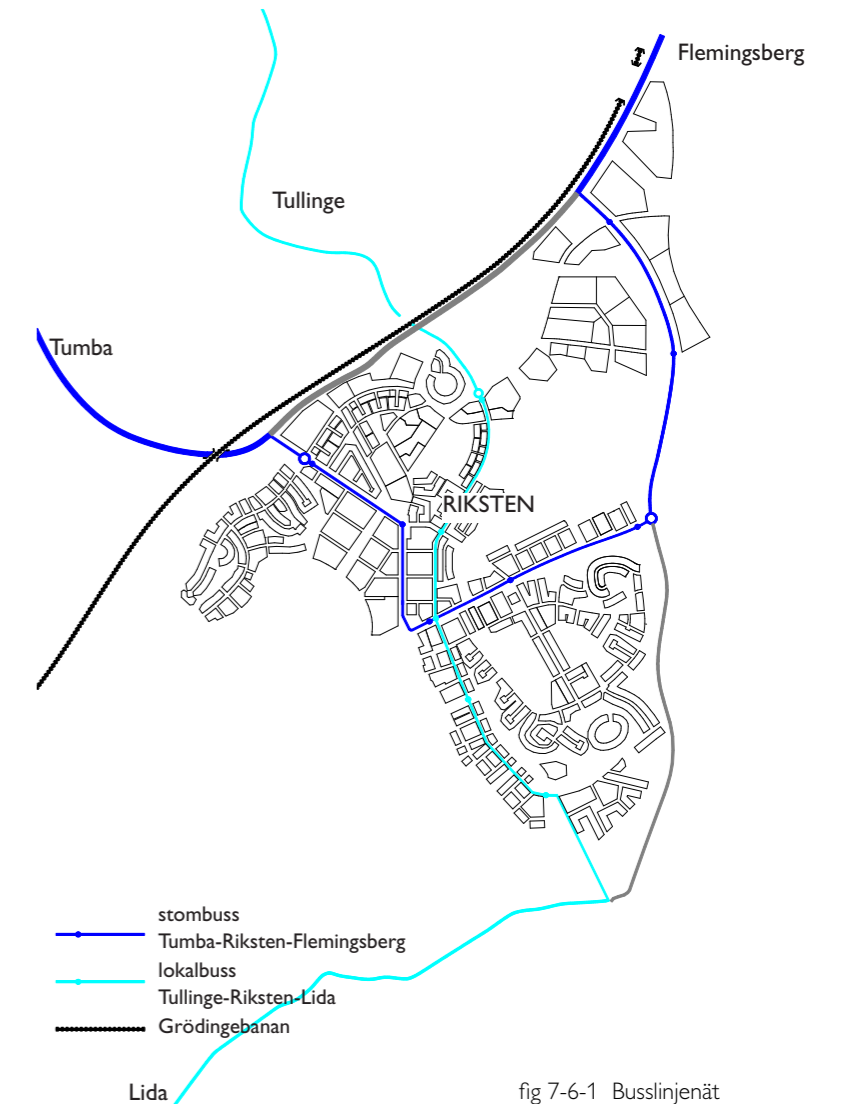 Flemingsberg
Tullinge
Tumba
RIKSTEN
stombuss
Tumba-Riksten-Flemingsberg
lokalbuss
Tullinge-Riksten-Lida
Grödingebanan
Lida
fig 7-6-1 Busslinjenät